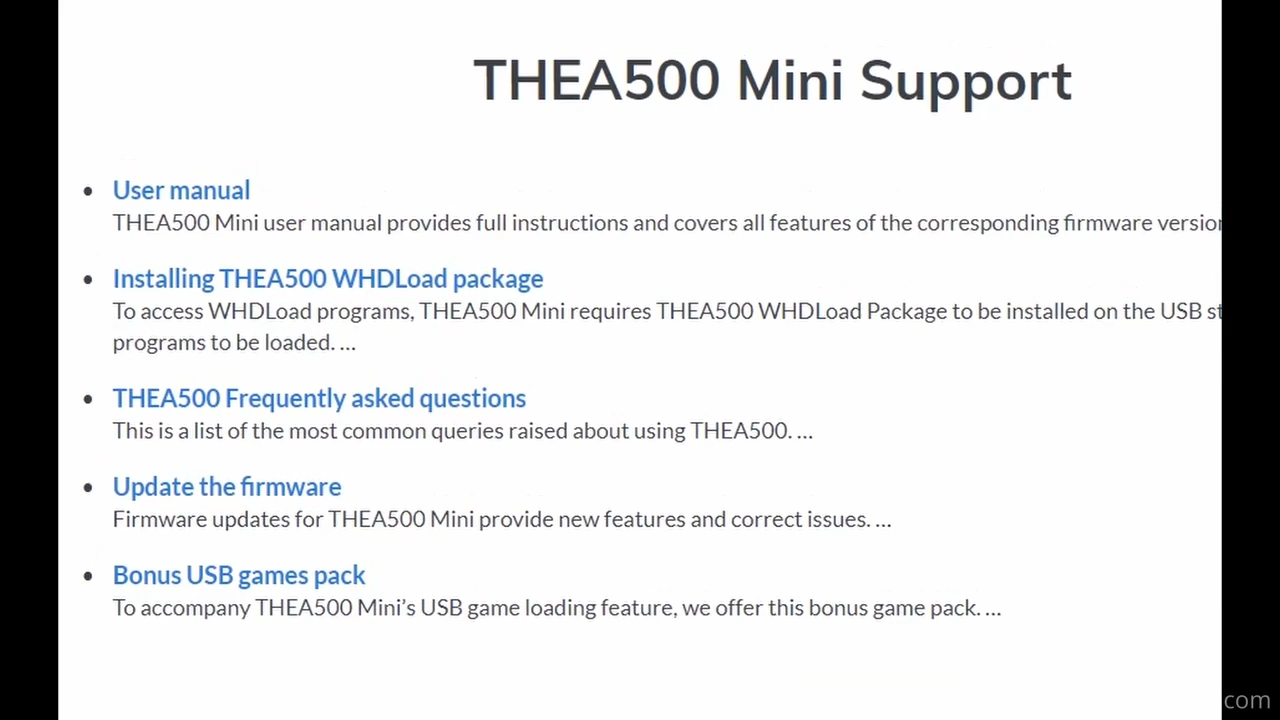 THEA500 Mini Support
User manual
THEA500 Mini user manual provides full instructions and covers all features of the corresponding firmware version
Installing THEA500 WHDLoad package
To access WHDLoad programs, THEA500 Mini requires THEA500 WHDLoad Package to be installed on the USB st
programs to be loaded. ...
THEA500 Frequently asked questions
This is a list of the most common queries raised about using THEA500. ...
Update the firmware
Firmware updates for THEA500 Mini provide new features and correct issues. ...
Bonus USB games pack
To accompany THEA500 Mini’s USB game loading feature, we offer this bonus game pack. ...
com